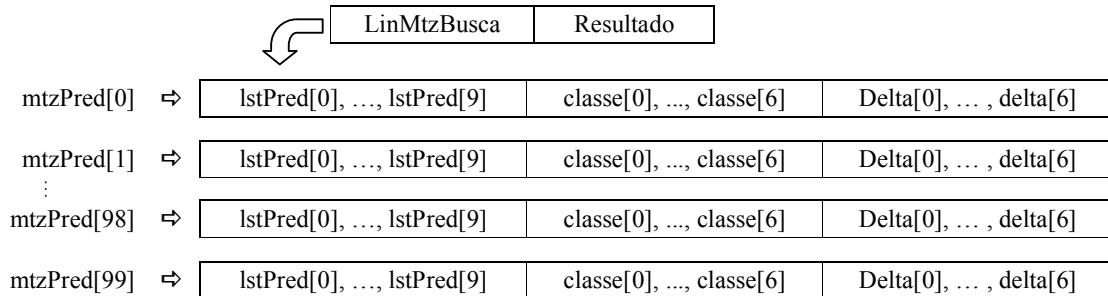 LinMtzBusca Resultado
mtzPred[0] ⇨ lstPred[0], …, lstPred[9] classe[0], ..., classe[6] Delta[0], … , delta[6]
mtzPred[1] ⇨ lstPred[0], …, lstPred[9] classe[0], ..., classe[6] Delta[0], … , delta[6]
⋮
mtzPred[98] ⇨ lstPred[0], …, lstPred[9] classe[0], ..., classe[6] Delta[0], … , delta[6]
mtzPred[99] ⇨ lstPred[0], …, lstPred[9] classe[0], ..., classe[6] Delta[0], … , delta[6]